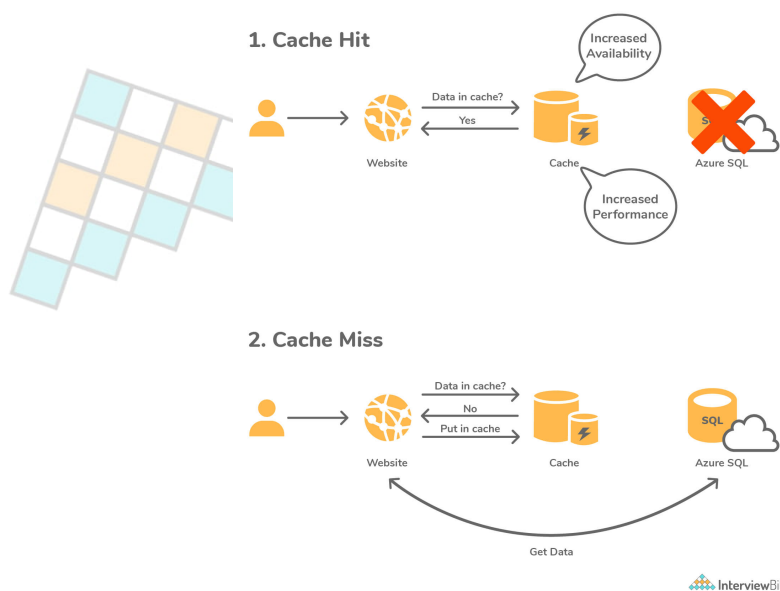 1. Cache Hit
Increased
Availability
Data in cache?
Yes
Website
Cache
Azure SQL
Increased
Performance
2. Cache Miss
Data in cache?
No
Put in cache
SQL
Website
Cache
Azure SQL
Get Data
InterviewBi